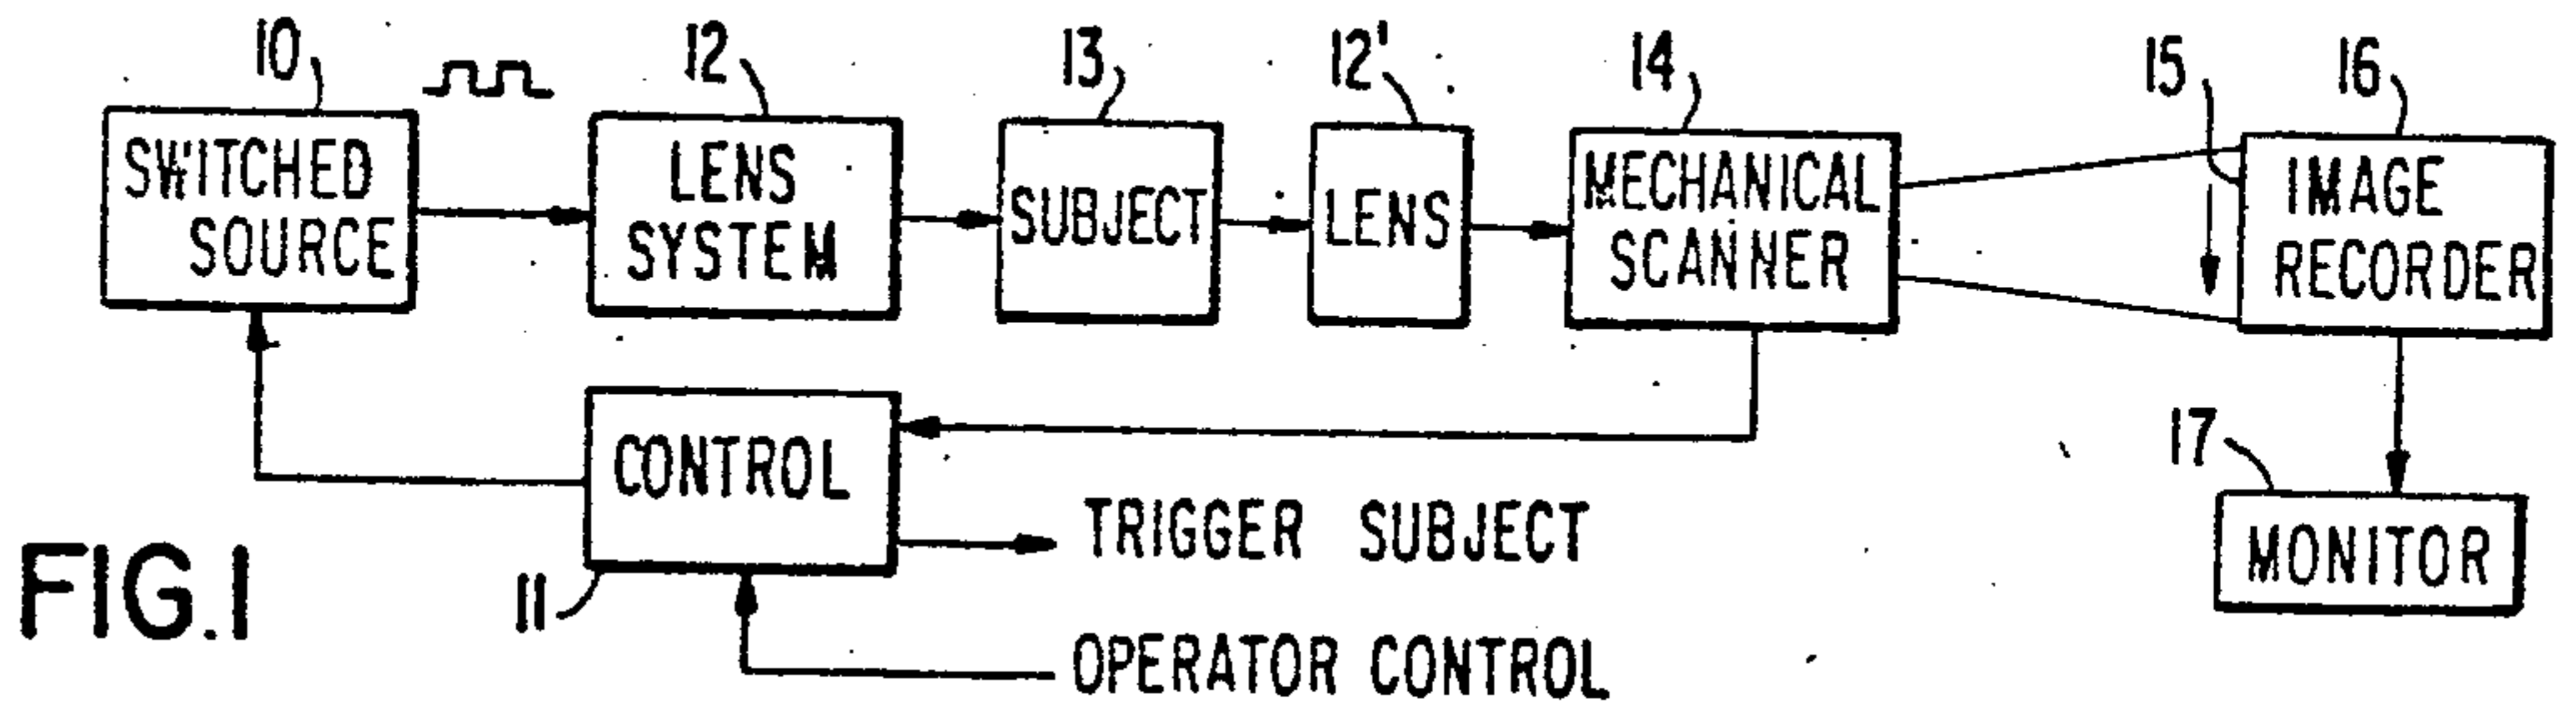 10
12
13
12'
14
15
16
SWITCHED
SOURCE
LENS
SYSTEM
SUBJECT
LENS
MECHANICAL
SCANNER
IMAGE
RECORDER
CONTROL
11
TRIGGER SUBJECT
OPERATOR CONTROL
17
MONITOR
FIG.1